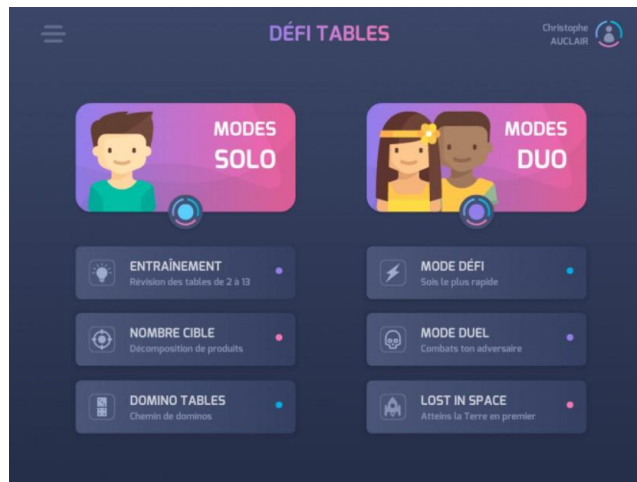 DÉFI TABLES
Christophe
AUCLAIR
MODES
SOLO
ENTRAÎNEMENT
Révision des tables de 2 à 13
NOMBRE CIBLE
Décomposition de produits
DOMINO TABLES
Chemin de dominos
MODES
DUO
MODE DÉFI
Sois le plus rapide
MODE DUEL
Combats ton adversaire
LOST IN SPACE
Atteins la Terre en premier